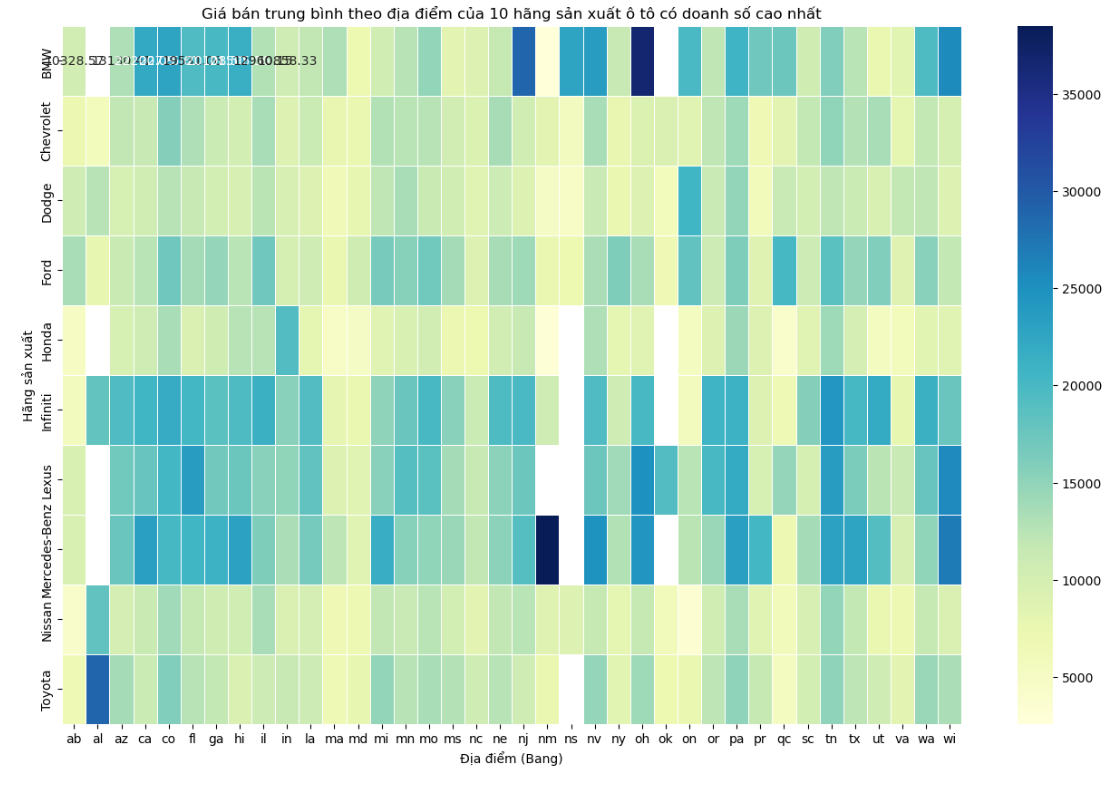 Giá bán trung bình theo địa điểm của 10 hãng sản xuất ô tô có doanh số cao nhất
Hãng sản xuất
BMW
Chevrolet
Dodge
Ford
Honda
Infiniti
Lexus
Mercedes-Benz
Nissan
Toyota
ab al az ca co fl ga hi il in la ma md mi mn mo ms nc ne nj nm ns nv ny oh ok on or pa pr qc sc tn tx ut va wa wi
Địa điểm (Bang)
35000
30000
25000
20000
15000
10000
5000